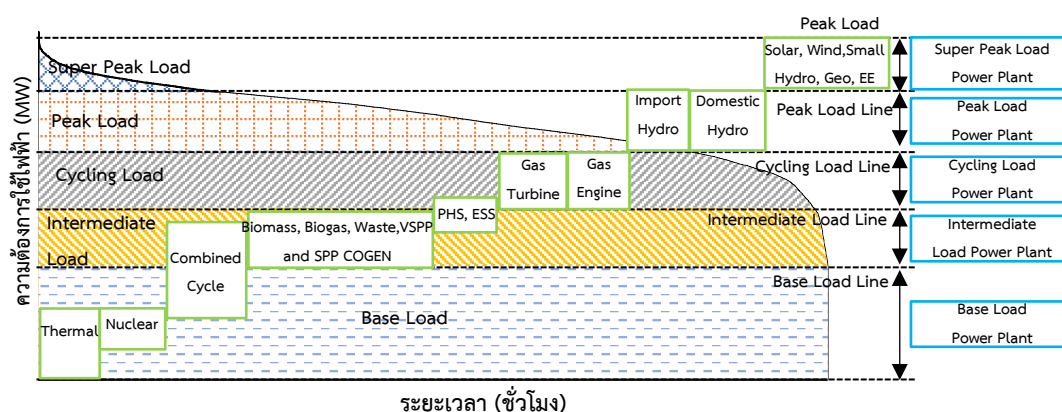 Peak Load
Super Peak Load
Solar, Wind,Small
Hydro, Geo, EE
Super Peak Load
Power Plant
Peak Load
Import
Hydro
Domestic
Hydro
Peak Load Line
Peak Load
Power Plant
Cycling Load
Gas
Turbine
Gas
Engine
Cycling Load Line
Cycling Load
Power Plant
Intermediate
Load
Biomass, Biogas, Waste,VSPP
and SPP COGEN
PHS, ESS
Intermediate Load Line
Intermediate
Load Power Plant
Combined
Cycle
Base Load Line
Thermal
Nuclear
Base Load
Base Load
Power Plant
ความต้องการใช้ไฟฟ้า (MW)
ระยะเวลา (ชั่วโมง)